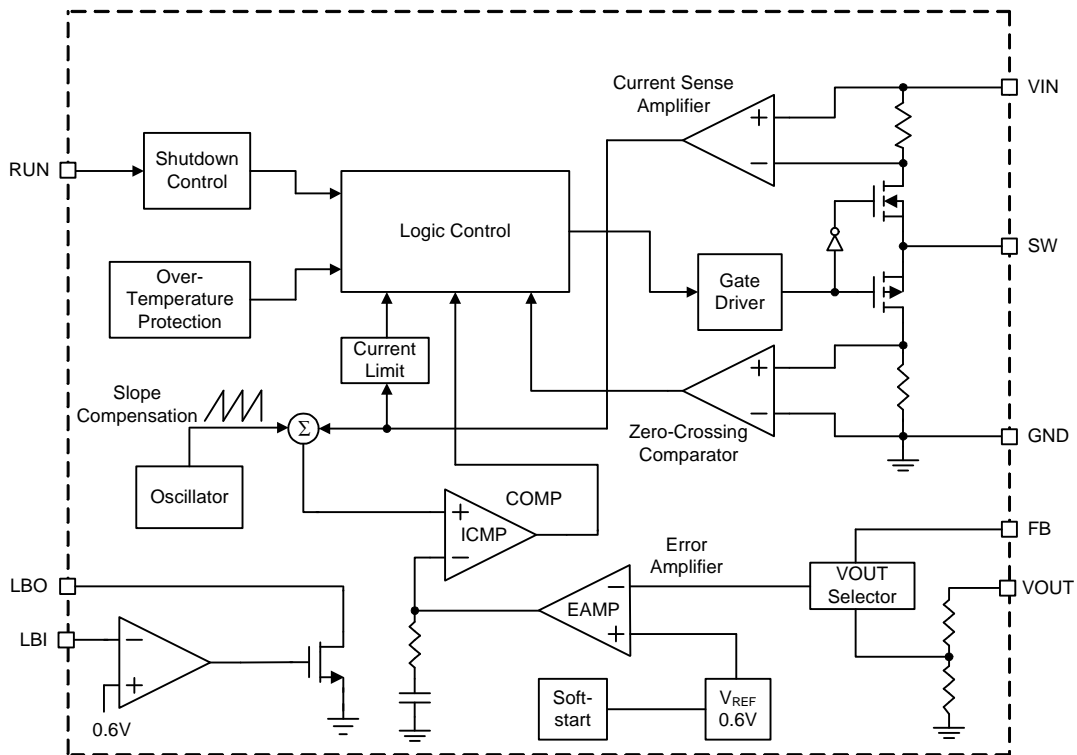 Current Sense
Amplifier
VIN
+
−
RUN
Shutdown
Control
Logic Control
SW
Over-
Temperature
Protection
Gate
Driver
Current
Limit
Slope
Compensation
Σ
+
−
Zero-Crossing
Comparator
GND
Oscillator
COMP
+
ICMP
−
FB
Error
Amplifier
VOUT
Selector
VOUT
LBO
−
EAMP
+
LBI
−
+
0.6V
Soft-
start
VREF
0.6V